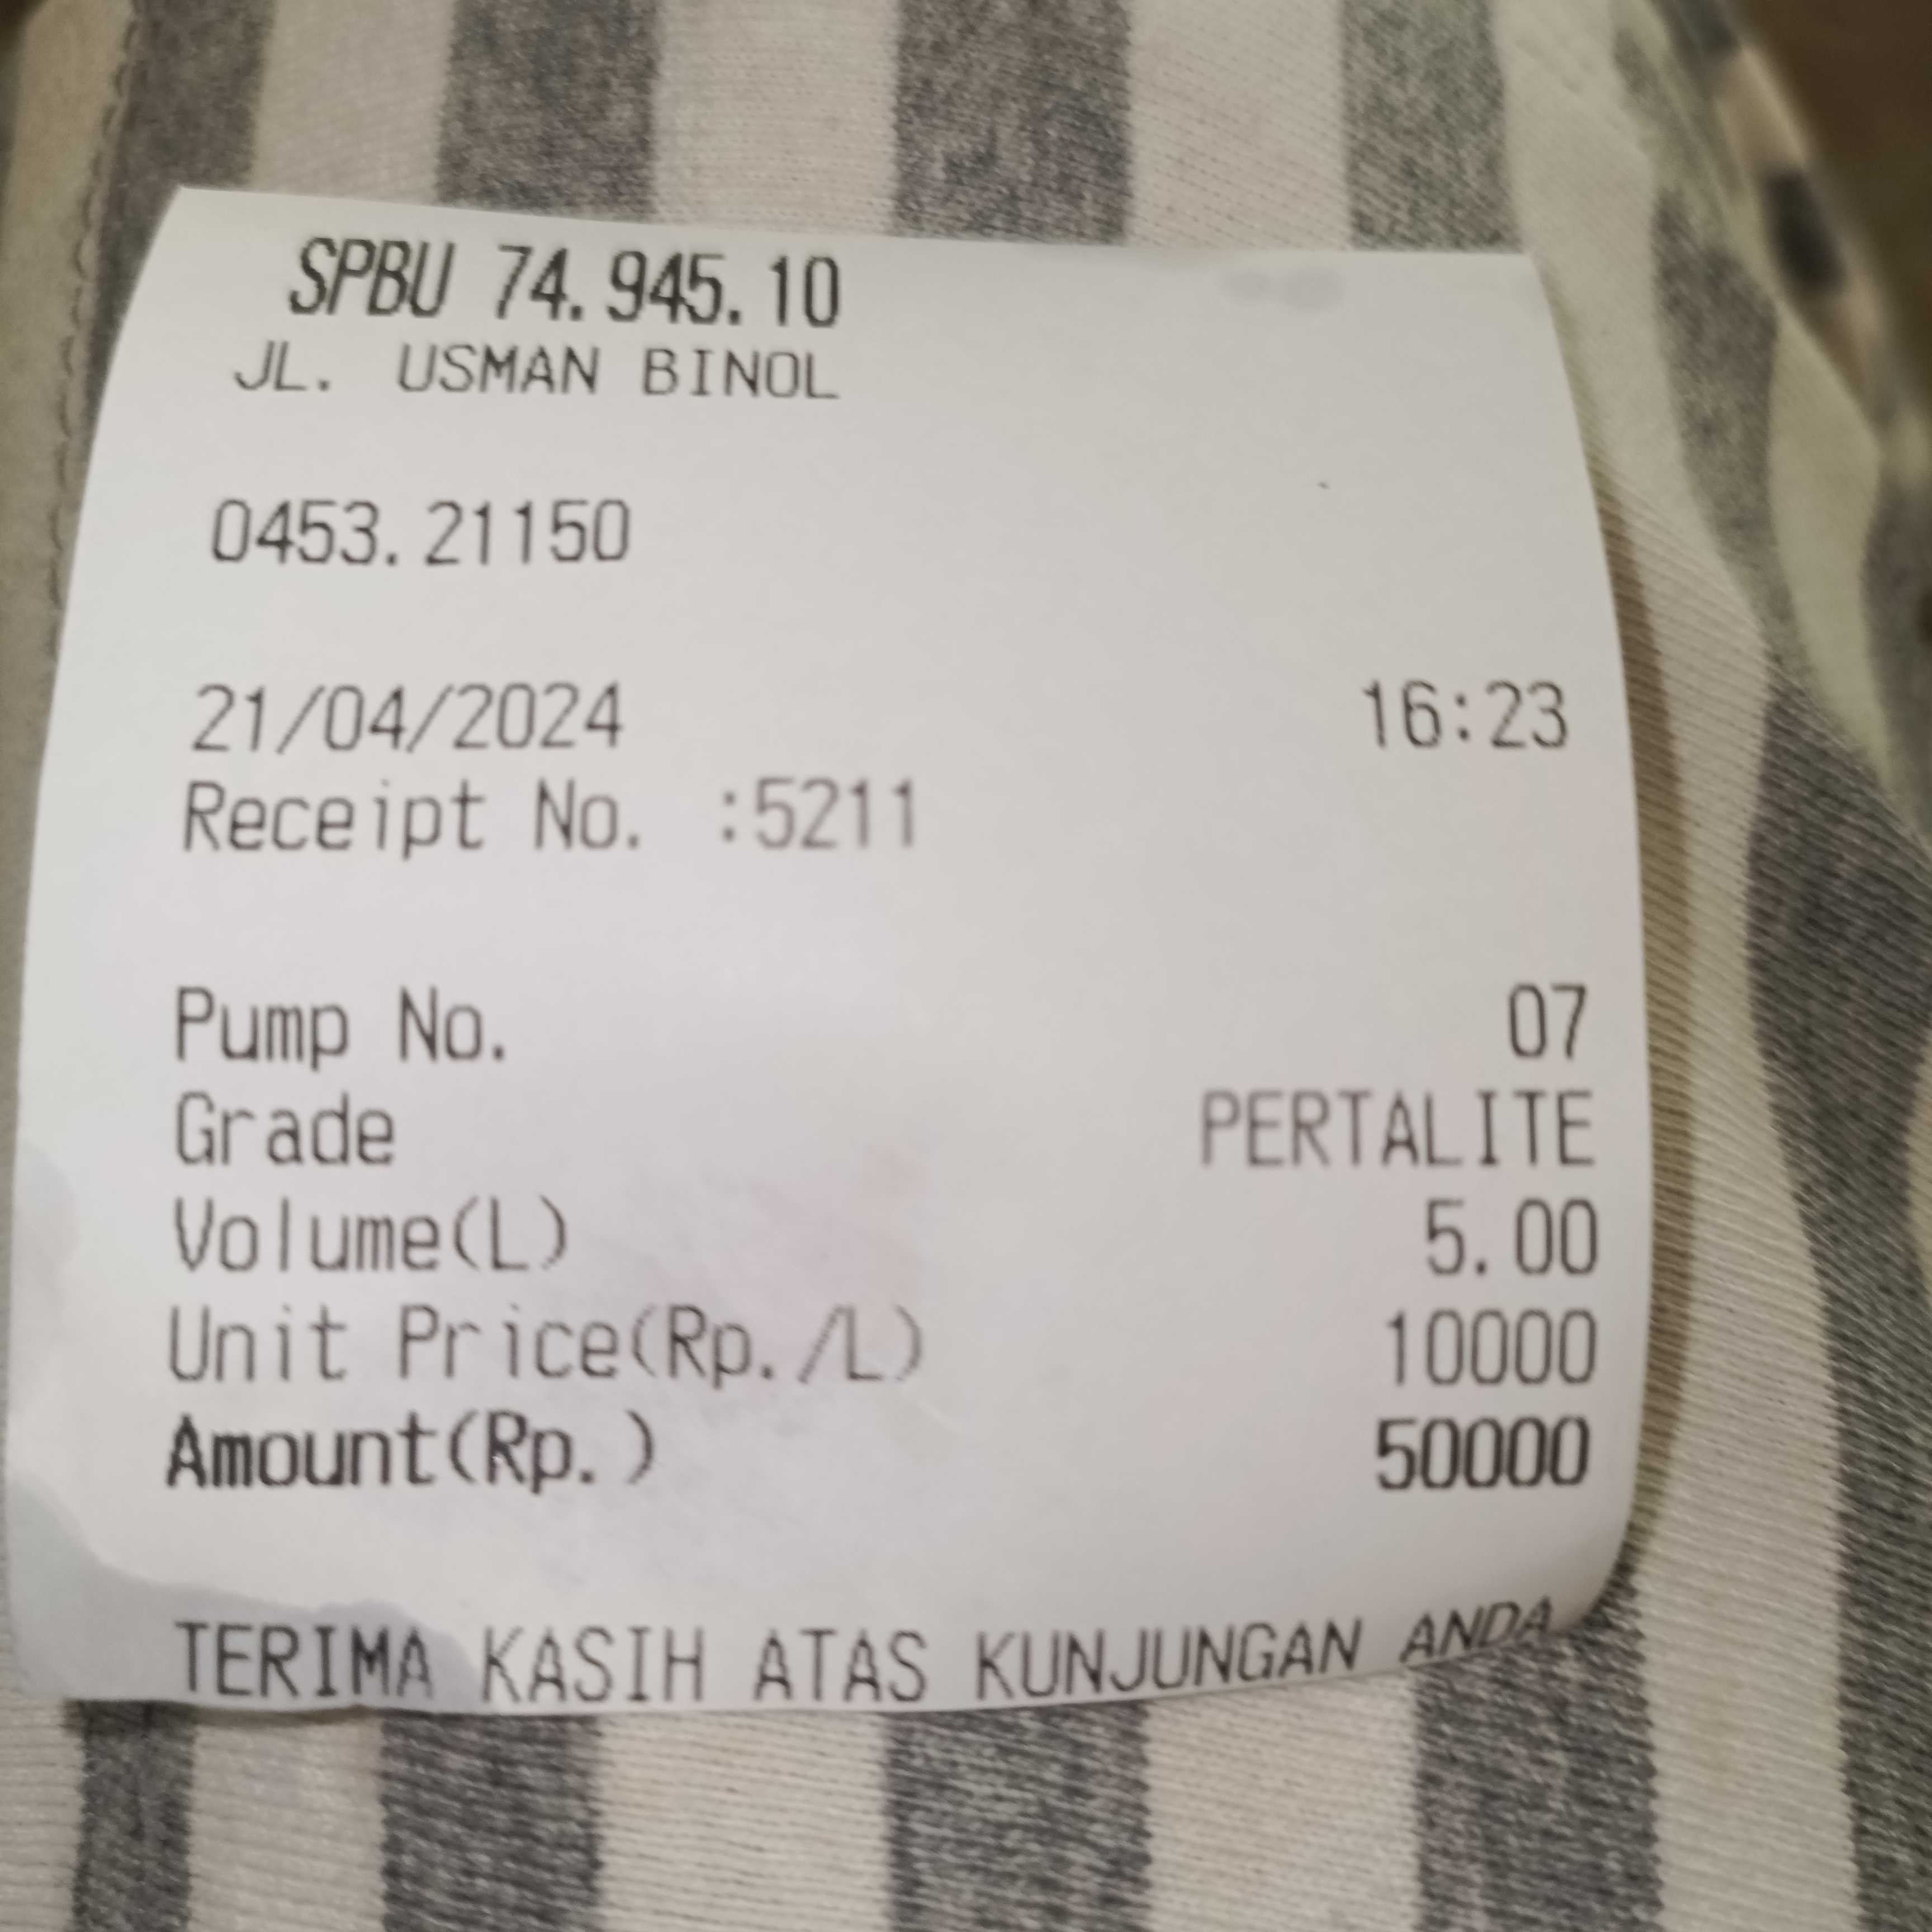 SPBU 74.945.10
JL. USMAN BINOL
0453.21150
21/04/2024 16:23
Receipt No. :5211
Pump No. 07
Grade PERTALITE
Volume(L) 5.00
Unit Price(Rp./L) 10000
Amount(Rp.) 50000
TERIMA KASIH ATAS KUNJUNGAN ANDA